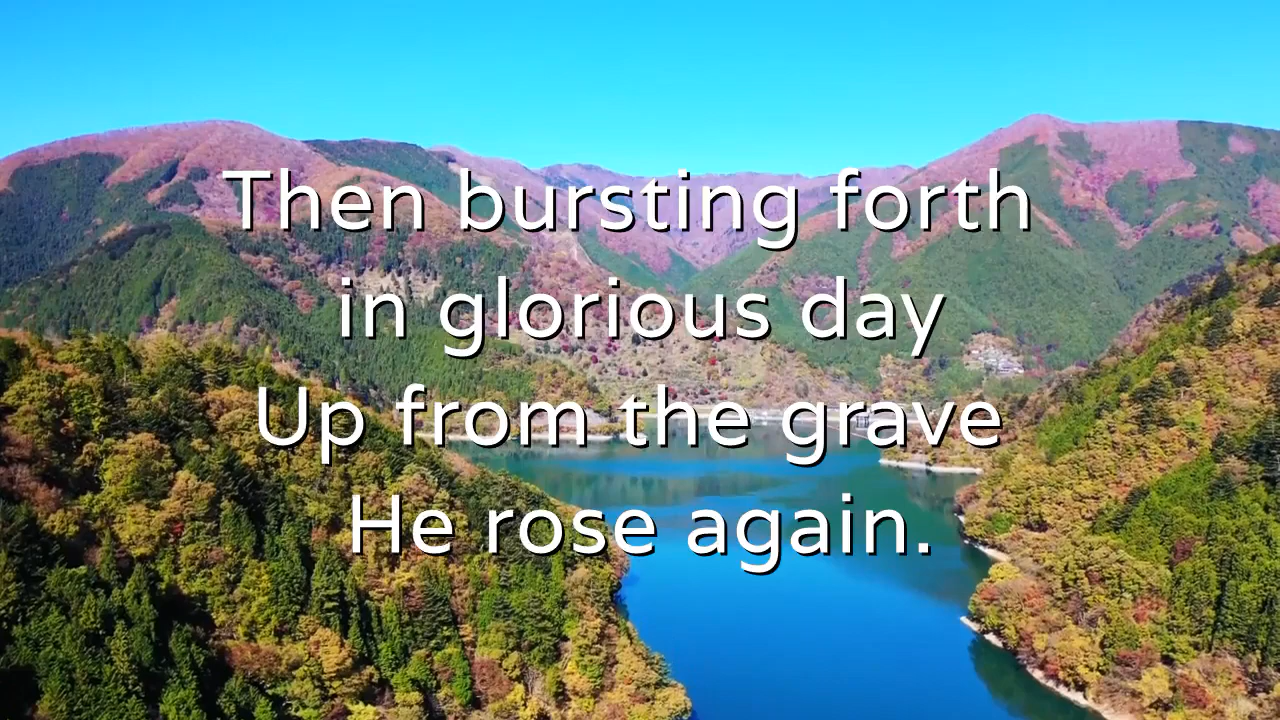 Then bursting forth
in glorious day
Up from the grave
He rose again.